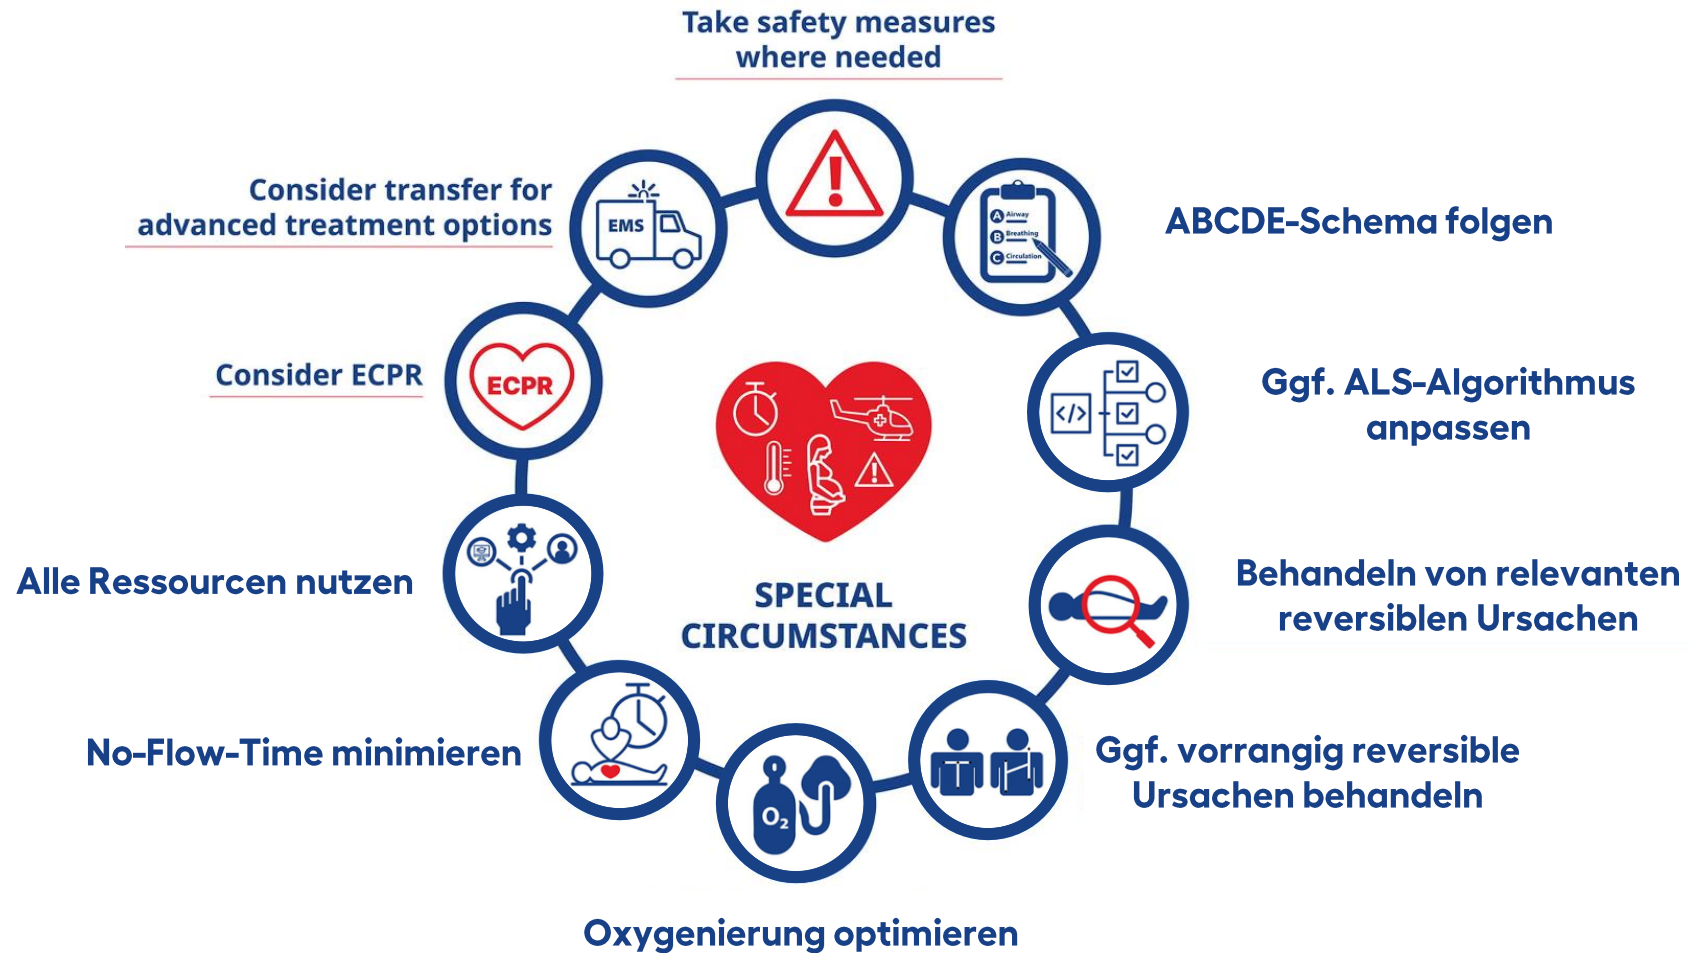 Take safety measures
where needed
Consider transfer for
advanced treatment options
EMS
A Airway
B Breathing
C Circulation
ABCDE-Schema folgen
Consider ECPR
ECPR
</>
Ggf. ALS-Algorithmus
anpassen
Alle Ressourcen nutzen
SPECIAL
CIRCUMSTANCES
Behandeln von relevanten
reversiblen Ursachen
No-Flow-Time minimieren
O₂
Ggf. vorrangig reversible
Ursachen behandeln
Oxygenierung optimieren